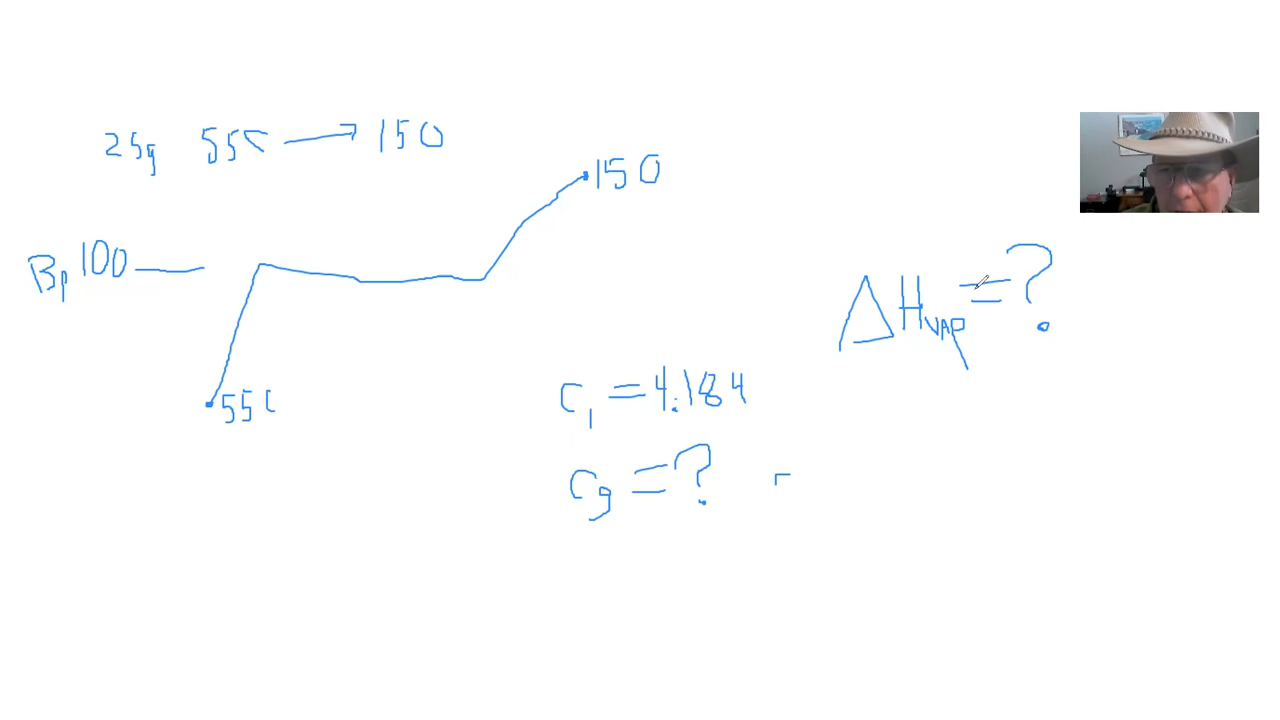 25g 55C → 150
150
Bp 100
ΔHVAP = ?
55C
C1 = 4.184
Cg = ?